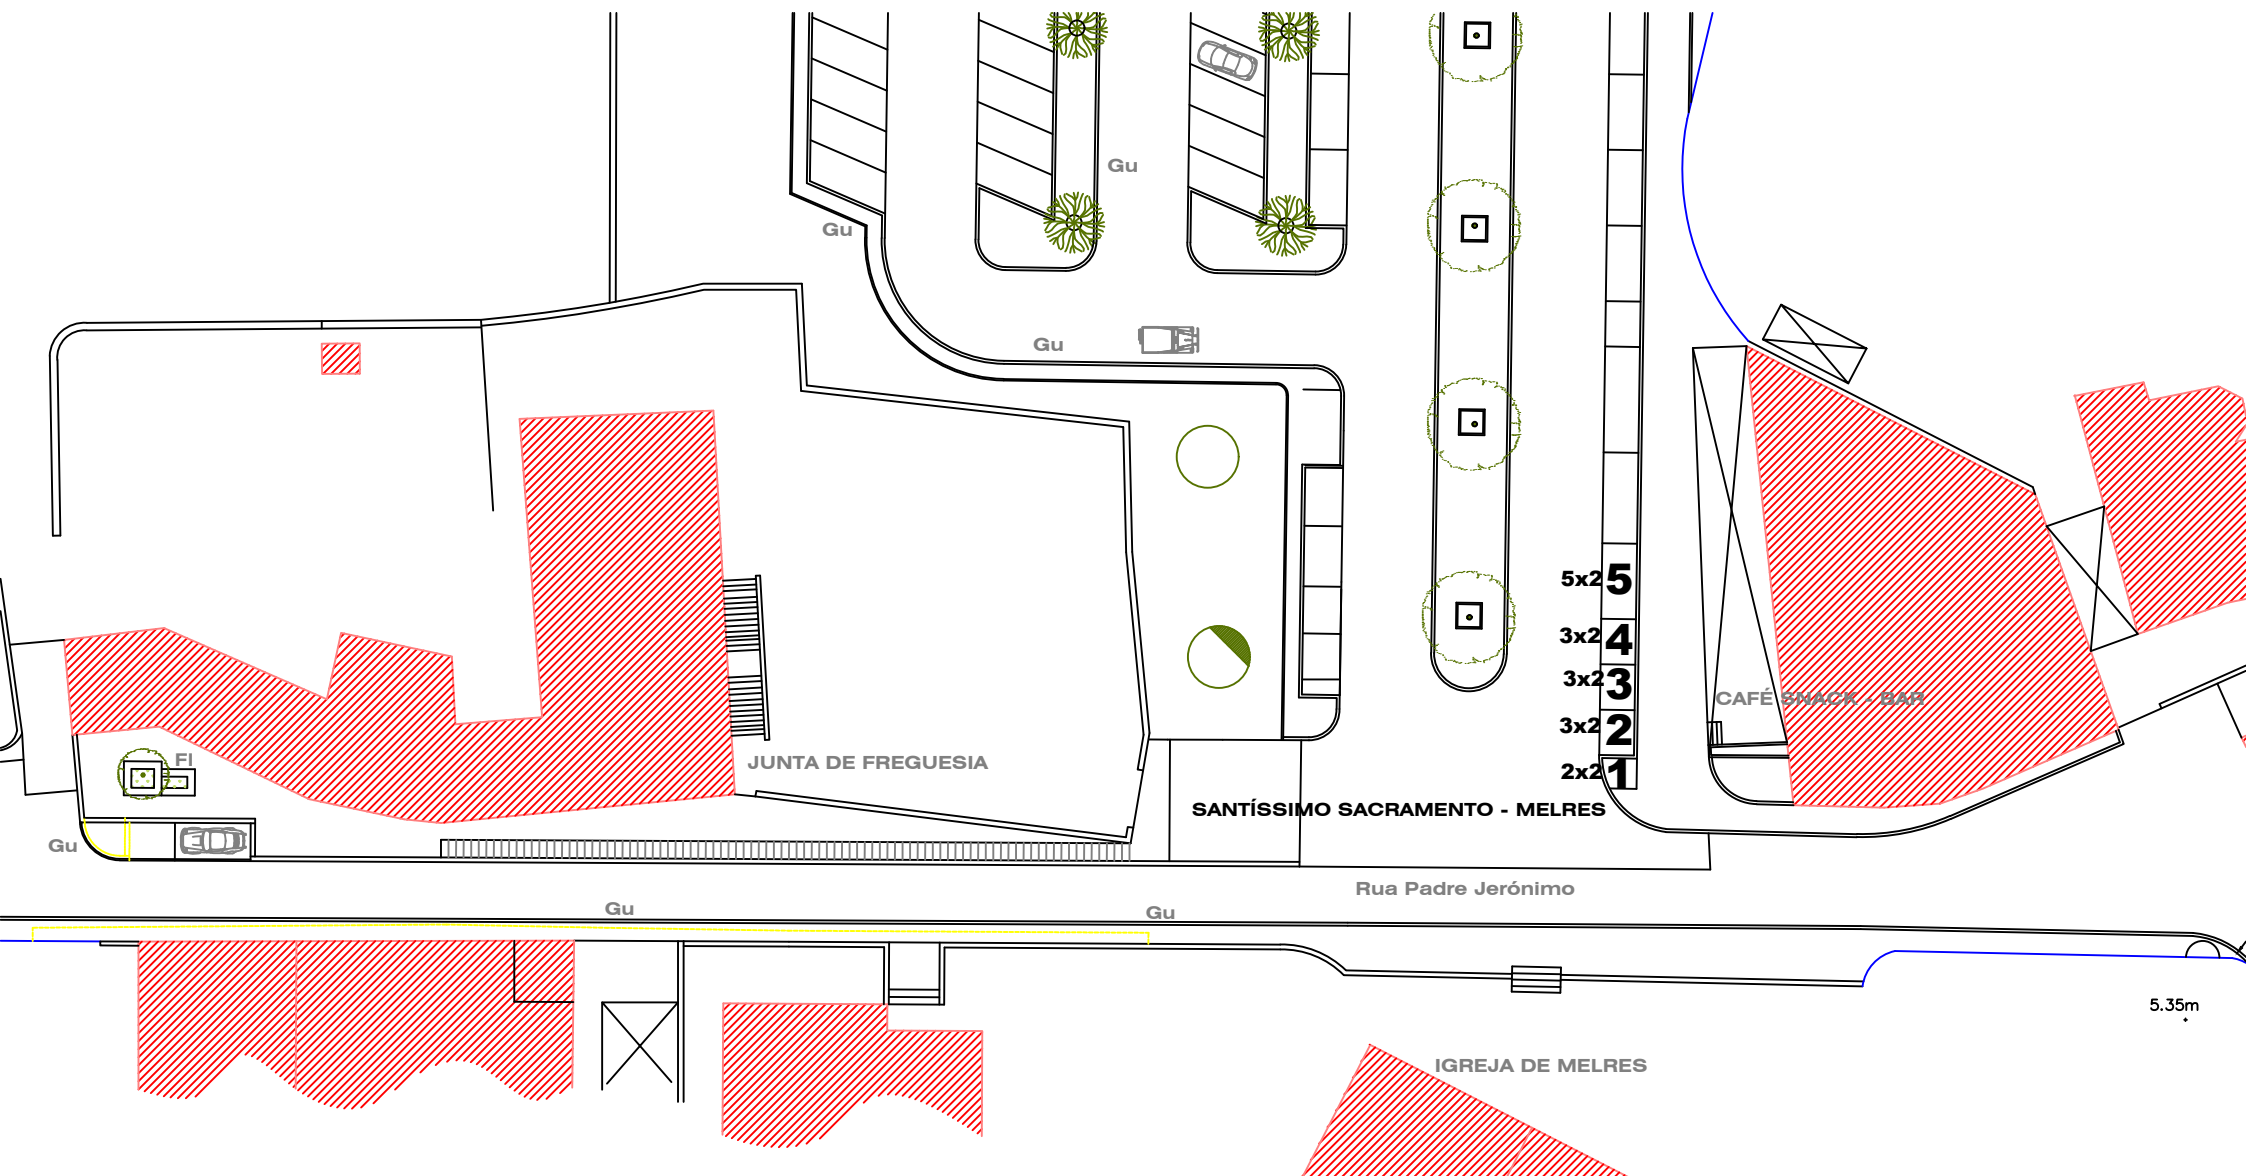 Gu
Gu
Gu
5x2 5
3x2 4
3x2 3
CAFÉ SNACK - BAR
3x2 2
Fl
JUNTA DE FREGUESIA
2x2 1
SANTÍSSIMO SACRAMENTO - MELRES
Gu
Rua Padre Jerónimo
Gu
Gu
5.35m
IGREJA DE MELRES